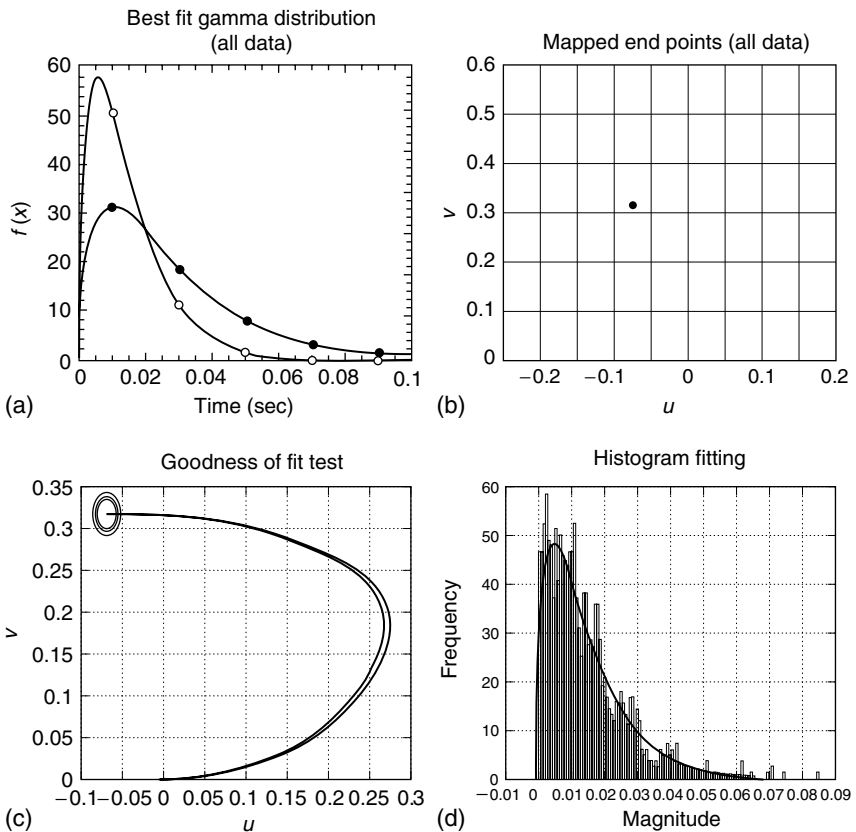 Best fit gamma distribution
(all data)
60
50
40
30
20
10
0
f (x)
0 0.02 0.04 0.06 0.08 0.1
Time (sec)
(a)
Mapped end points (all data)
0.6
0.5
0.4
0.3
0.2
0.1
0
v
−0.2 −0.1 0 0.1 0.2
u
(b)
Goodness of fit test
0.35
0.3
0.25
0.2
0.15
0.1
0.05
0
v
−0.1 −0.05 0 0.05 0.1 0.15 0.2 0.25 0.3
u
(c)
Histogram fitting
60
50
40
30
20
10
0
Frequency
−0.01 0 0.01 0.02 0.03 0.04 0.05 0.06 0.07 0.08 0.09
Magnitude
(d)